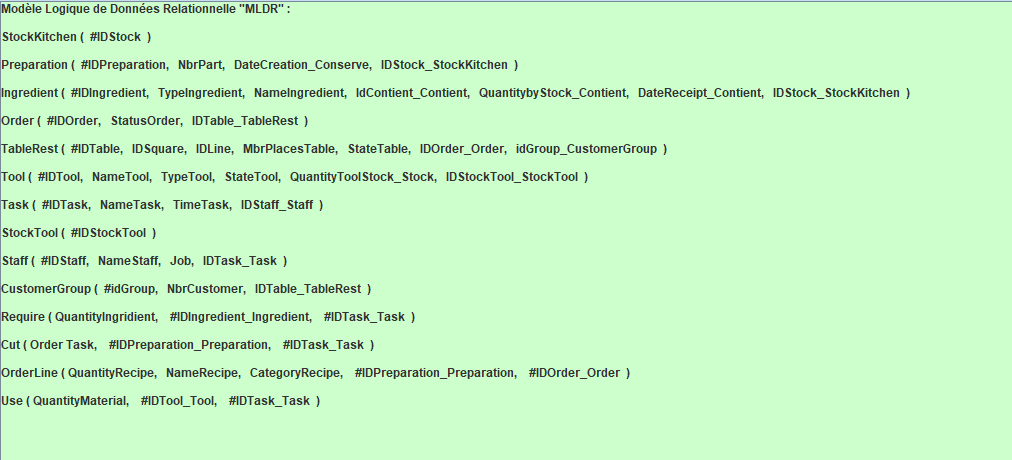 Modèle Logique de Données Relationnelle "MLDR" :
StockKitchen ( #IDStock )
Preparation ( #IDPreparation, NbrPart, DateCreation_Conserve, IDStock_StockKitchen )
Ingredient ( #IDIngredient, TypeIngredient, NameIngredient, IdContient_Contient, QuantitybyStock_Contient, DateReceipt_Contient, IDStock_StockKitchen )
Order ( #IDOrder, StatusOrder, IDTable_TableRest )
TableRest ( #IDTable, IDSquare, IDLine, MbrPlacesTable, StateTable, IDOrder_Order, idGroup_CustomerGroup )
Tool ( #IDTool, NameTool, TypeTool, StateTool, QuantityToolStock_Stock, IDStockTool_StockTool )
Task ( #IDTask, NameTask, TimeTask, IDStaff_Staff )
StockTool ( #IDStockTool )
Staff ( #IDStaff, NameStaff, Job, IDTask_Task )
CustomerGroup ( #idGroup, NbrCustomer, IDTable_TableRest )
Require ( QuantityIngridient, #IDIngredient_Ingredient, #IDTask_Task )
Cut ( Order Task, #IDPreparation_Preparation, #IDTask_Task )
OrderLine ( QuantityRecipe, NameRecipe, CategoryRecipe, #IDPreparation_Preparation, #IDOrder_Order )
Use ( QuantityMaterial, #IDTool_Tool, #IDTask_Task )